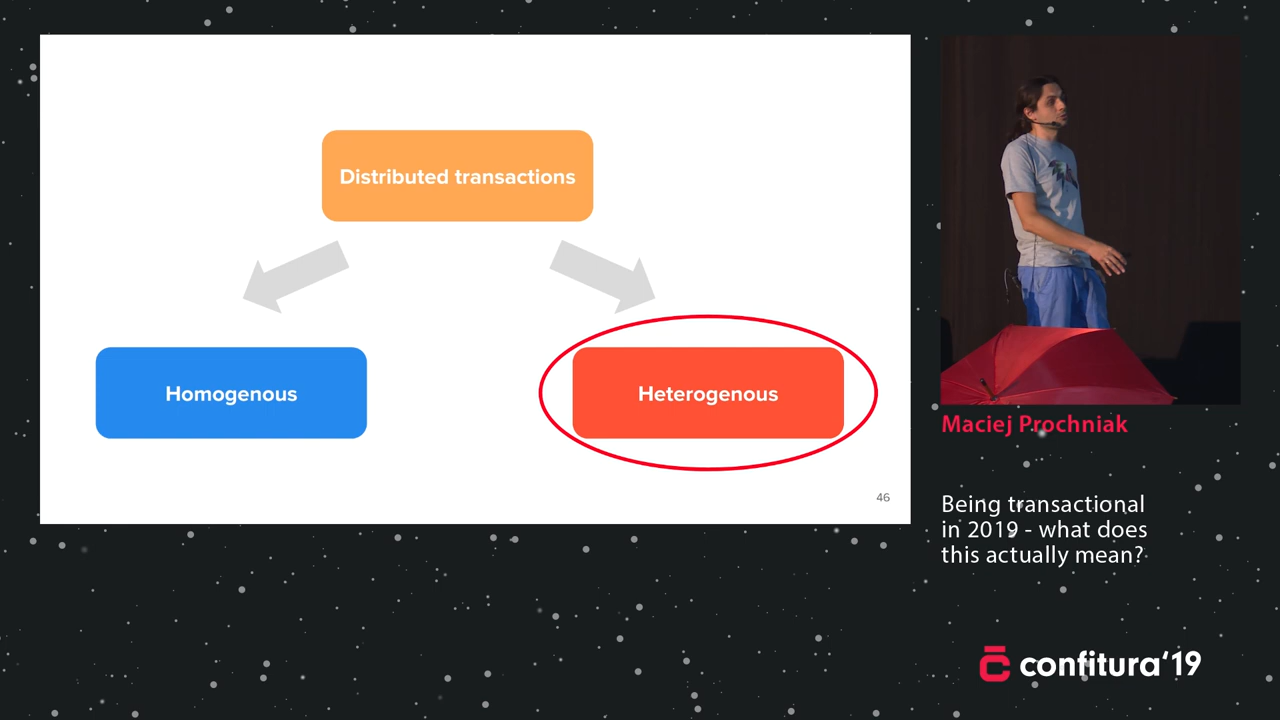 Distributed transactions
Homogenous
Heterogenous
46
Maciej Prochniak
Being transactional
in 2019 - what does
this actually mean?
confitura‘19